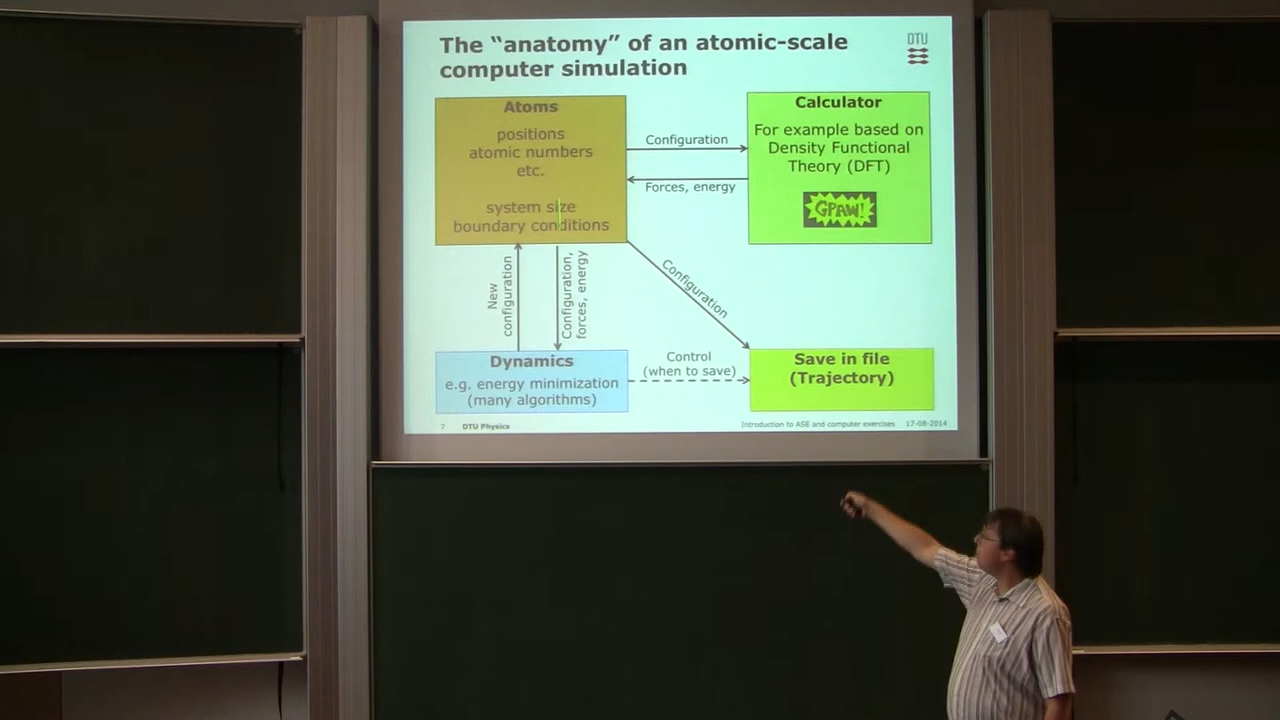 The “anatomy” of an atomic-scale
computer simulation
DTU
Atoms
positions
atomic numbers
etc.
system size
boundary conditions
Configuration
Forces, energy
Calculator
For example based on
Density Functional
Theory (DFT)
GPAW!
New
configuration
Configuration,
forces, energy
Configuration
Dynamics
e.g. energy minimization
(many algorithms)
Control
(when to save)
Save in file
(Trajectory)
7 DTU Physics
Introduction to ASE and computer exercises 17-08-2014